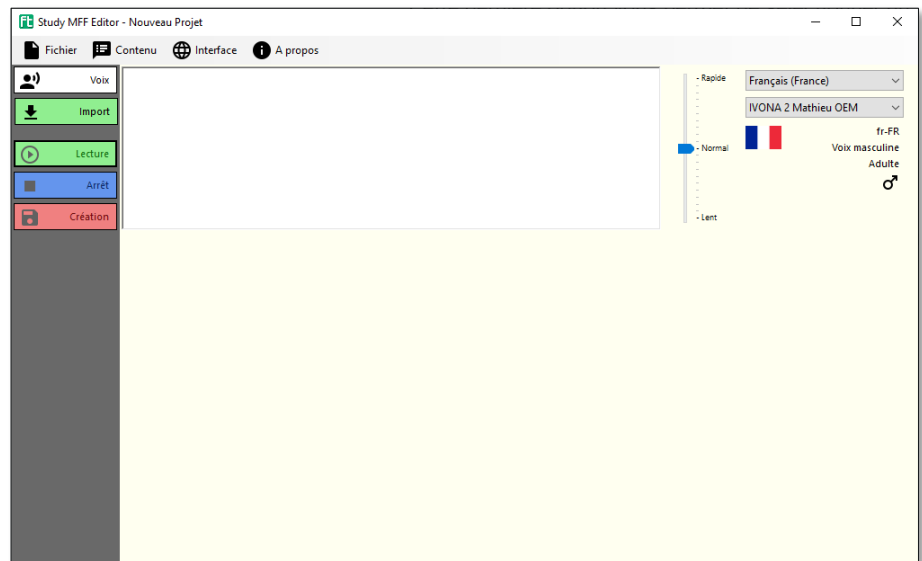 ft Study MFF Editor - Nouveau Projet
Fichier Contenu Interface A propos
Voix
Import
Lecture
Arrêt
Création
- Rapide
- Normal
- Lent
Français (France)
IVONA 2 Mathieu OEM
fr-FR
Voix masculine
Adulte